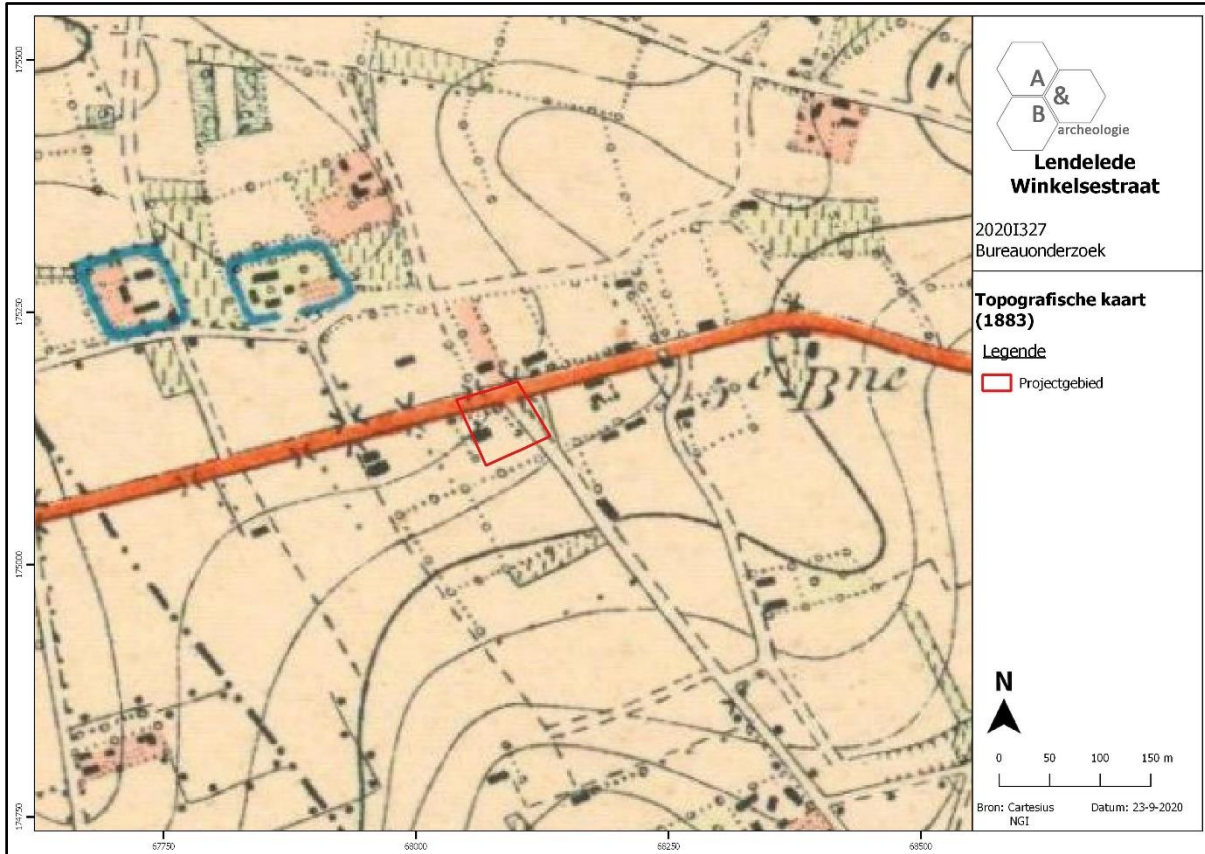 175500
175250
175000
174750
67750
68000
68250
68500
Bne
A
&
B
archeologie
Lendelede
Winkelsestraat
2020I327
Bureauonderzoek
Topografische kaart
(1883)
Legende
Projectgebied
N
0 50 100 150 m
Bron: Cartesius
NGI
Datum: 23-9-2020